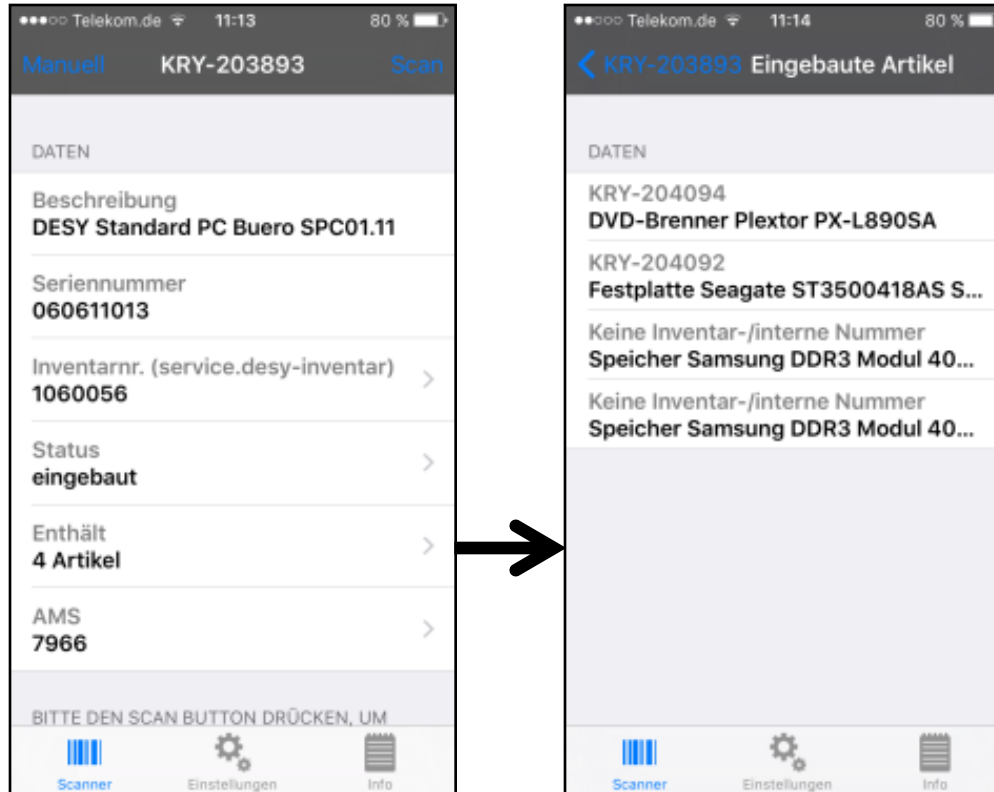 Telekom.de 11:13 80 %
Manuell KRY-203893 Scan
DATEN
Beschreibung
DESY Standard PC Buero SPC01.11
Seriennummer
060611013
Inventarnr. (service.desy-inventar)
1060056
Status
eingebaut
Enthält
4 Artikel
AMS
7966
BITTE DEN SCAN BUTTON DRÜCKEN, UM
Scanner Einstellungen Info
Telekom.de 11:14 80 %
KRY-203893 Eingebaute Artikel
DATEN
KRY-204094
DVD-Brenner Plextor PX-L890SA
KRY-204092
Festplatte Seagate ST3500418AS S...
Keine Inventar-/interne Nummer
Speicher Samsung DDR3 Modul 40...
Keine Inventar-/interne Nummer
Speicher Samsung DDR3 Modul 40...
Scanner Einstellungen Info